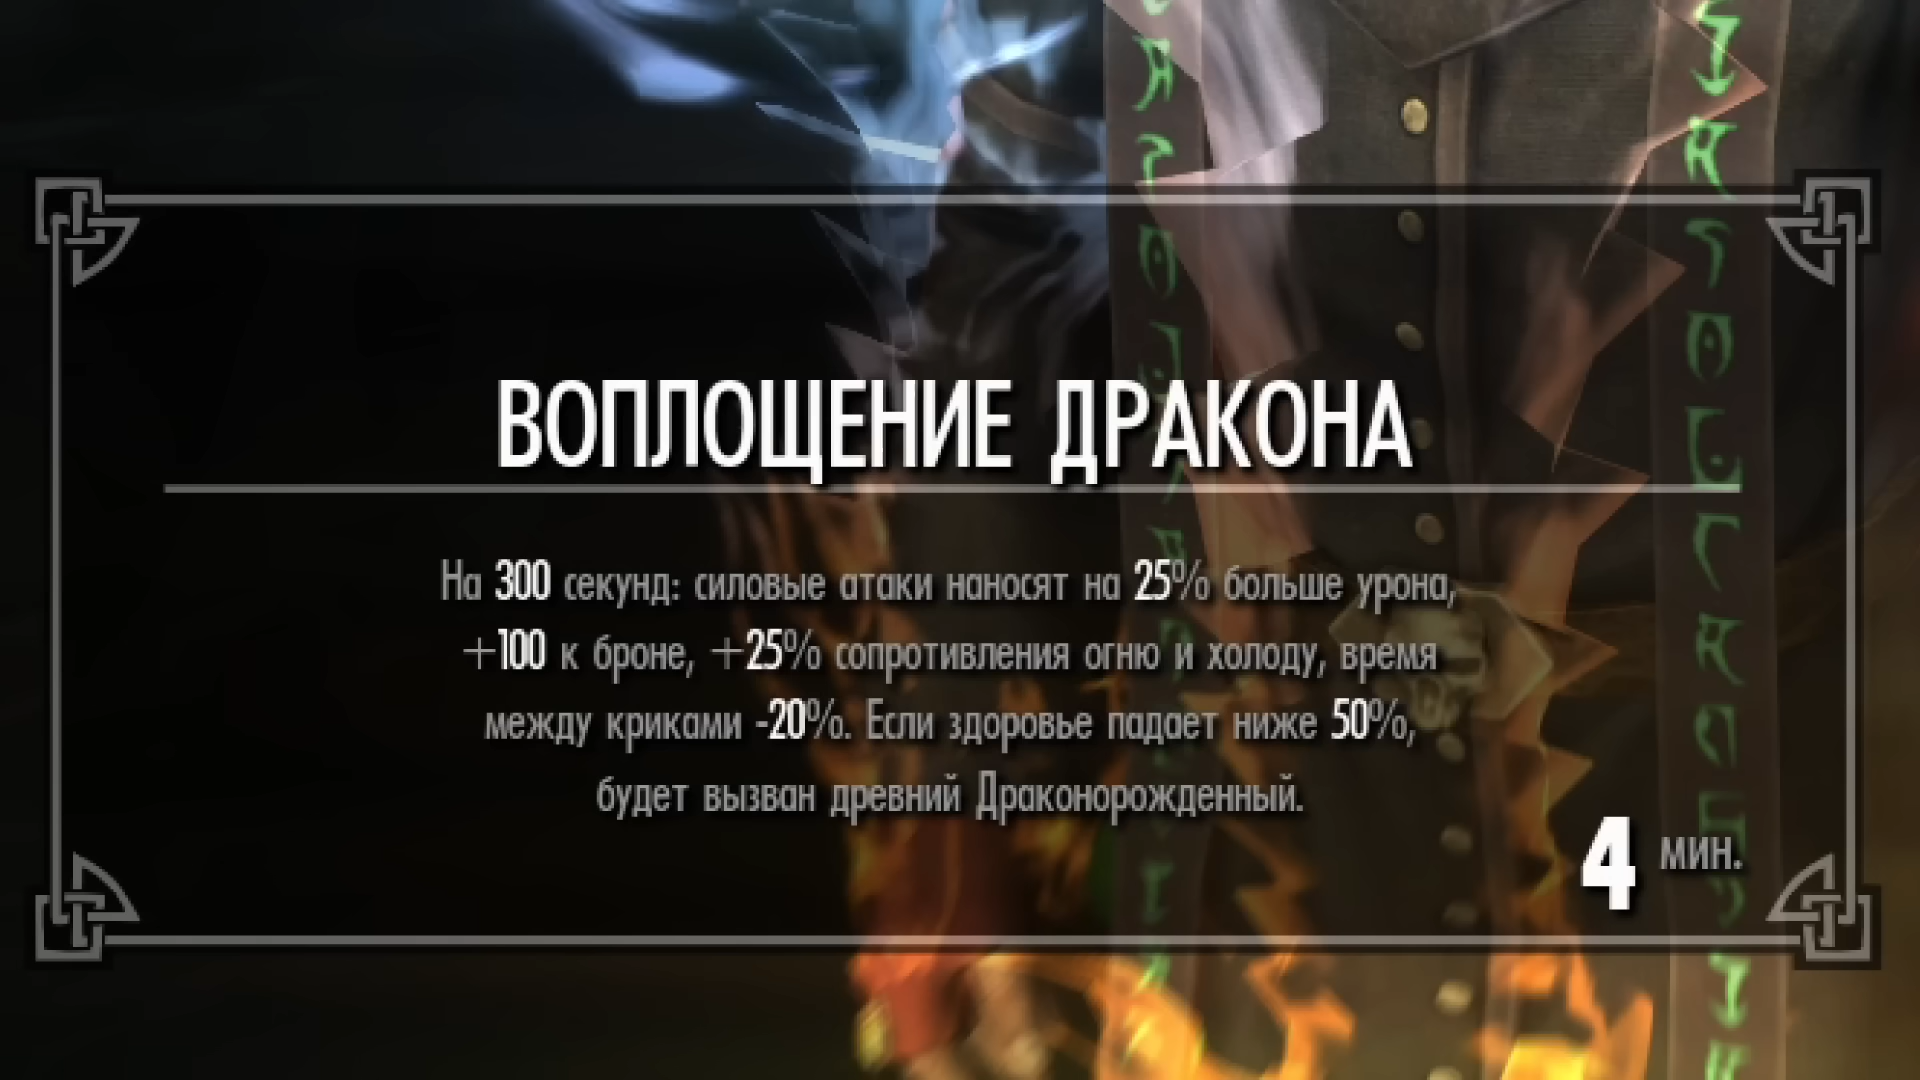 ВОПЛОЩЕНИЕ ДРАКОНА
На 300 секунд: силовые атаки наносят на 25% больше урона,
+100 к броне, +25% сопротивления огню и холоду, время
между криками -20%. Если здоровье падает ниже 50%,
будет вызван древний Драконорожденный.
4 мин.